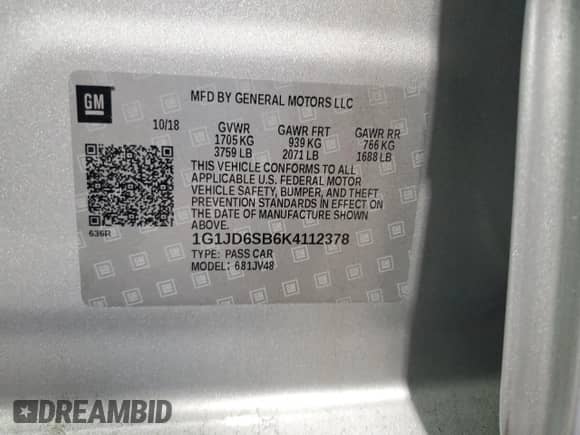 GM
MFD BY GENERAL MOTORS LLC
10/18 GVWR GAWR FRT GAWR RR
1705 KG 939 KG 766 KG
3759 LB 2071 LB 1688 LB
THIS VEHICLE CONFORMS TO ALL
APPLICABLE U.S. FEDERAL MOTOR
VEHICLE SAFETY, BUMPER, AND THEFT
PREVENTION STANDARDS IN EFFECT ON
THE DATE OF MANUFACTURE SHOWN
ABOVE.
636R
1G1JD6SB6K4112378
TYPE: PASS CAR
MODEL: 681JV48
DREAMBID